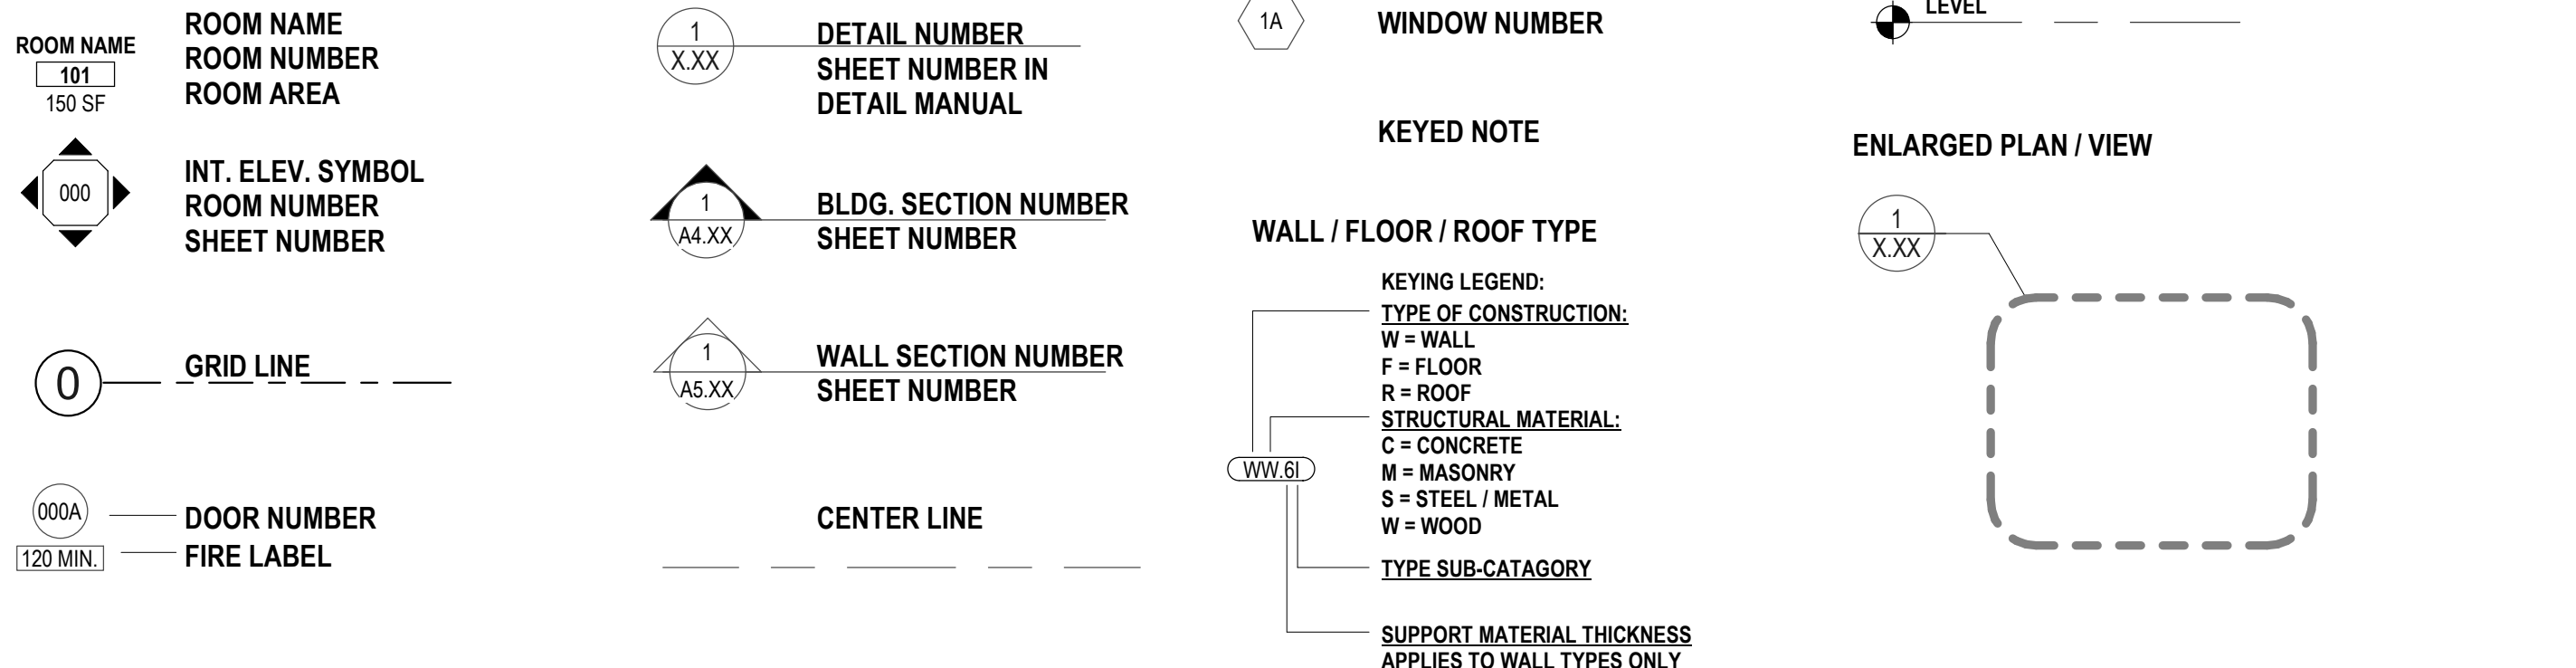 ROOM NAME
101
150 SF
ROOM NAME
ROOM NUMBER
ROOM AREA
000
INT. ELEV. SYMBOL
ROOM NUMBER
SHEET NUMBER
0
GRID LINE
000A
DOOR NUMBER
120 MIN.
FIRE LABEL
1
X.XX
DETAIL NUMBER
SHEET NUMBER IN
DETAIL MANUAL
1
A4.XX
BLDG. SECTION NUMBER
SHEET NUMBER
1
A5.XX
WALL SECTION NUMBER
SHEET NUMBER
CENTER LINE
1A
WINDOW NUMBER
KEYED NOTE
WALL / FLOOR / ROOF TYPE
KEYING LEGEND:
TYPE OF CONSTRUCTION:
W = WALL
F = FLOOR
R = ROOF
STRUCTURAL MATERIAL:
C = CONCRETE
M = MASONRY
S = STEEL / METAL
W = WOOD
WW.6I
TYPE SUB-CATAGORY
SUPPORT MATERIAL THICKNESS
APPLIES TO WALL TYPES ONLY
LEVEL
ENLARGED PLAN / VIEW
1
X.XX